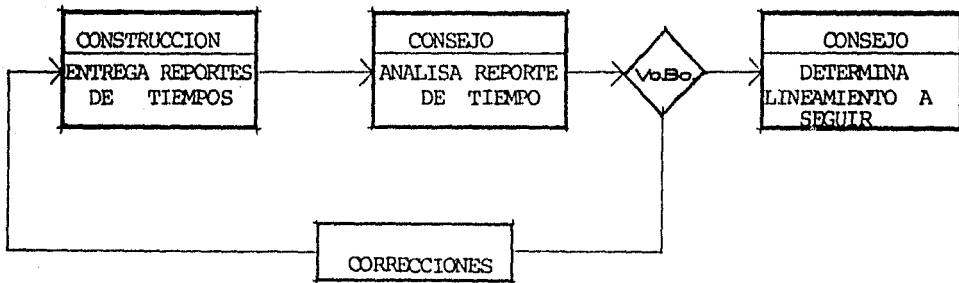 CONSTRUCCION
ENTREGA REPORTES
DE TIEMPOS
CONSEJO
ANALISA REPORTE
DE TIEMPO
Vo.Bo.
CONSEJO
DETERMINA
LINEAMIENTO A
SEGUIR
CORRECCIONES